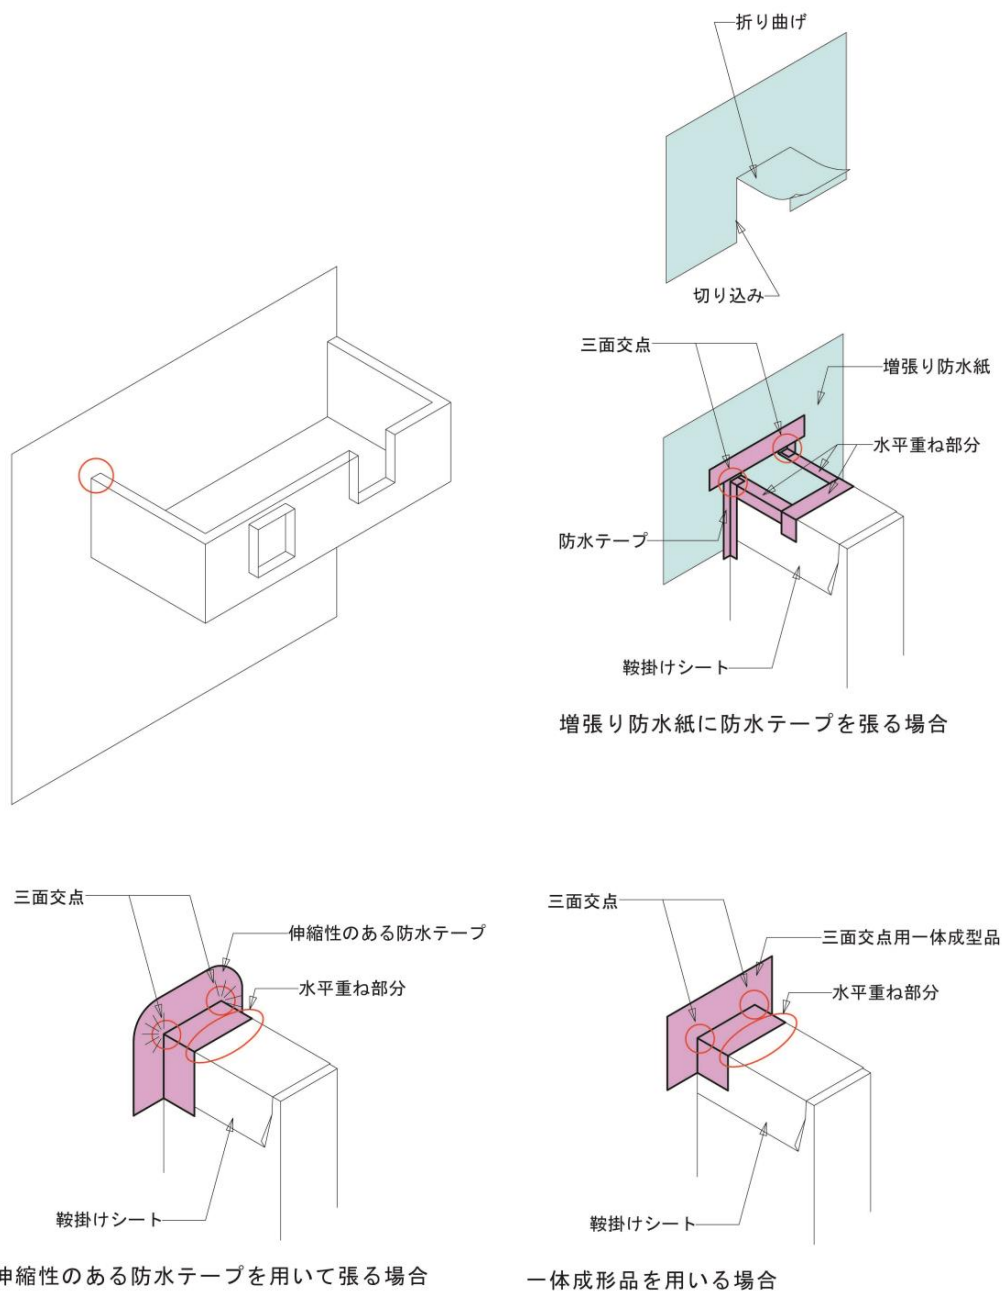 折り曲げ
切り込み
三面交点
増張り防水紙
水平重ね部分
防水テープ
鞍掛けシート
増張り防水紙に防水テープを張る場合
三面交点
伸縮性のある防水テープ
水平重ね部分
鞍掛けシート
伸縮性のある防水テープを用いて張る場合
三面交点
三面交点用一体成型品
水平重ね部分
鞍掛けシート
一体成形品を用いる場合